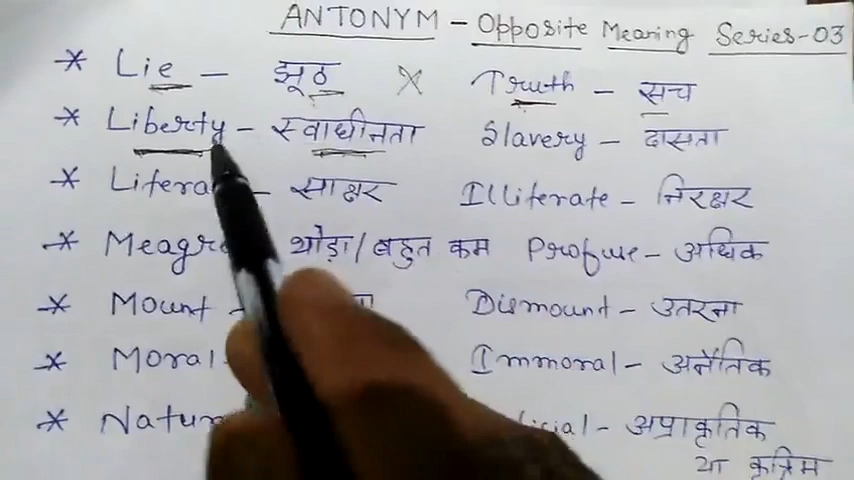 ANTONYM - Opposite Meaning Series-03
* Lie - झूठ × Truth - सच
* Liberty - स्वाधीनता Slavery - दासता
* Litera - साक्षर Illiterate - निरक्षर
* Meagre थोड़ा/बहुत कम Profuse - अधिक
* Mount - Dismount - उतरना
* Moral - Immoral - अनैतिक
* Natur - अप्राकृतिक
या कृत्रिम